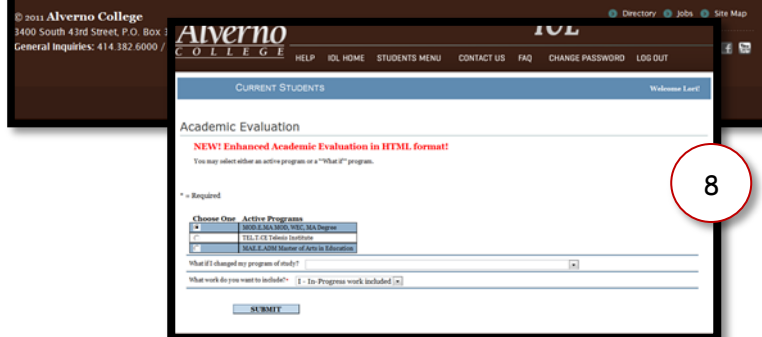 © 2011 Alverno College
3400 South 43rd Street, P.O. Box
General Inquiries: 414.382.6000 /
Directory Jobs Site Map
Alverno
COLLEGE
IOL
HELP IOL HOME STUDENTS MENU CONTACT US FAQ CHANGE PASSWORD LOG OUT
CURRENT STUDENTS Welcome Lori!
Academic Evaluation
NEW! Enhanced Academic Evaluation in HTML format!
You may select either an active program or a "What if" program.
* = Required
Choose One Active Programs
MOD.E.MA MOD, WEC, MA Degree
TELT.CE Telesis Institute
MAE.E.ADM Master of Arts in Education
What if I changed my program of study?
What work do you want to include?* I - In-Progress work included
SUBMIT
8